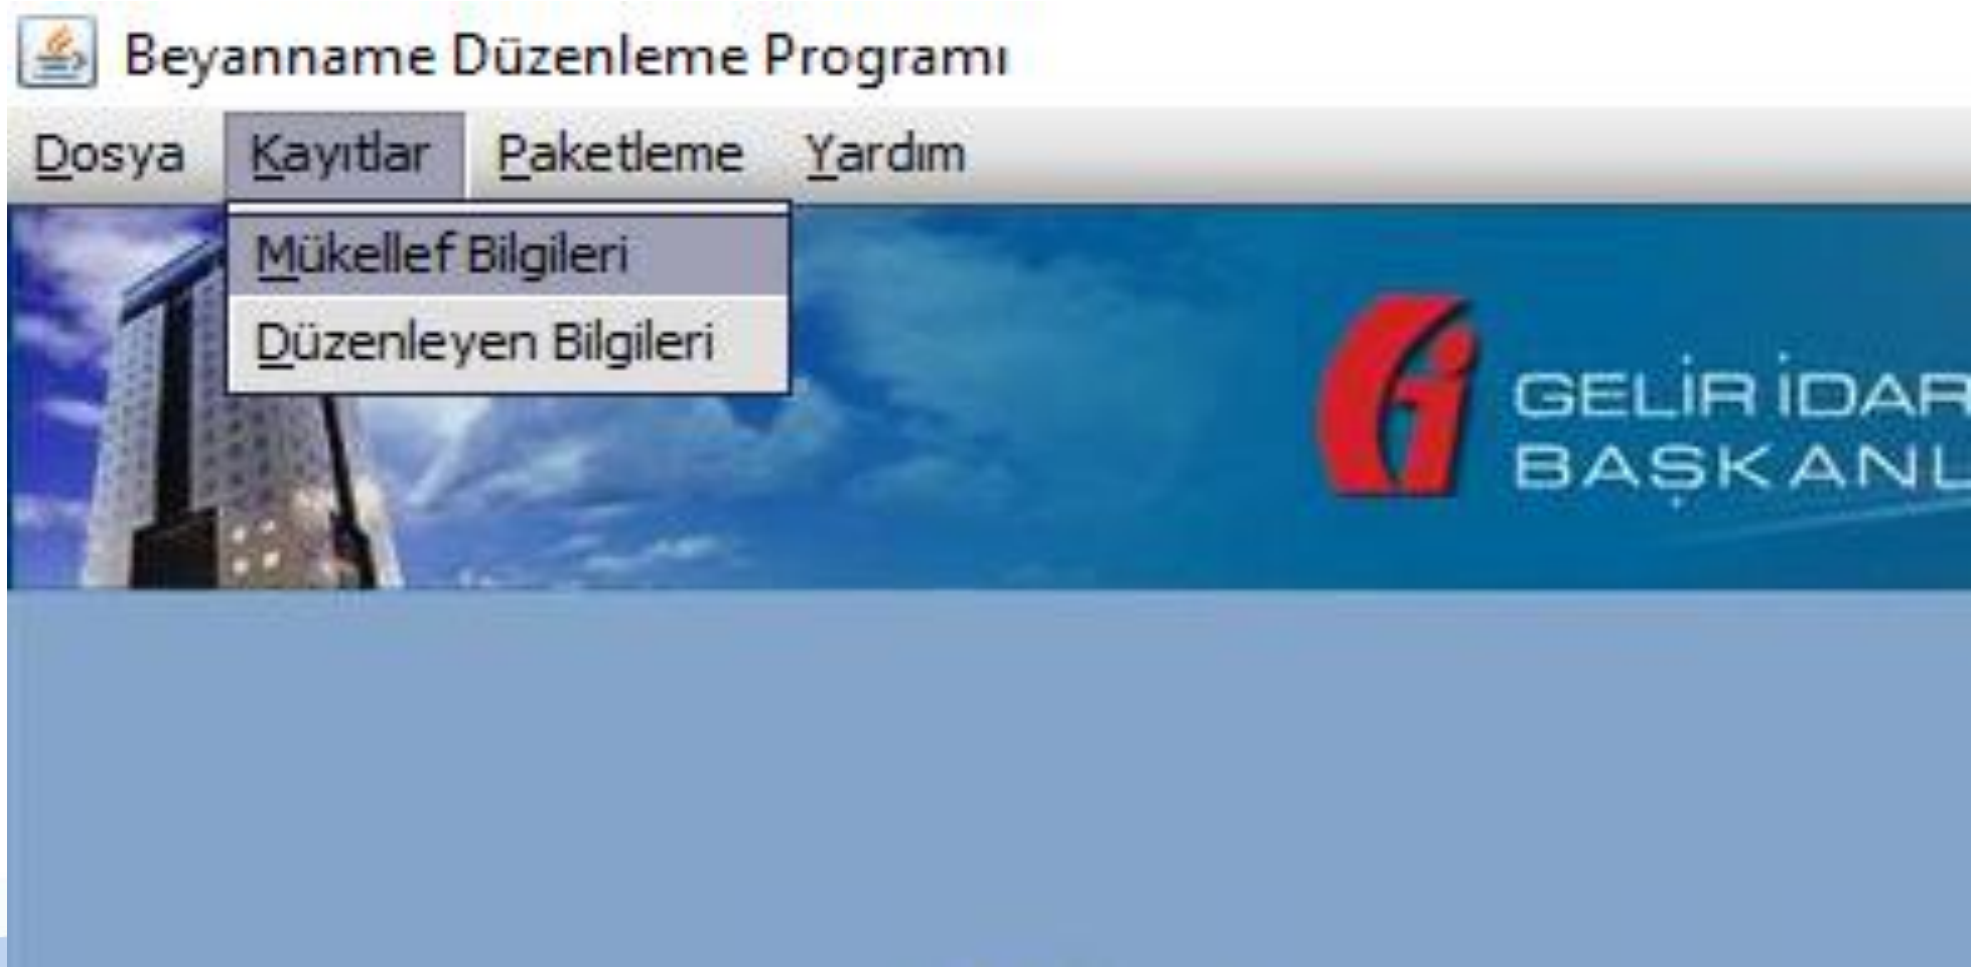 Beyanname Düzenleme Programı
Dosya Kayıtlar Paketleme Yardım
Mükellef Bilgileri
Düzenleyen Bilgileri
GELİR İDAR
BAŞKANL